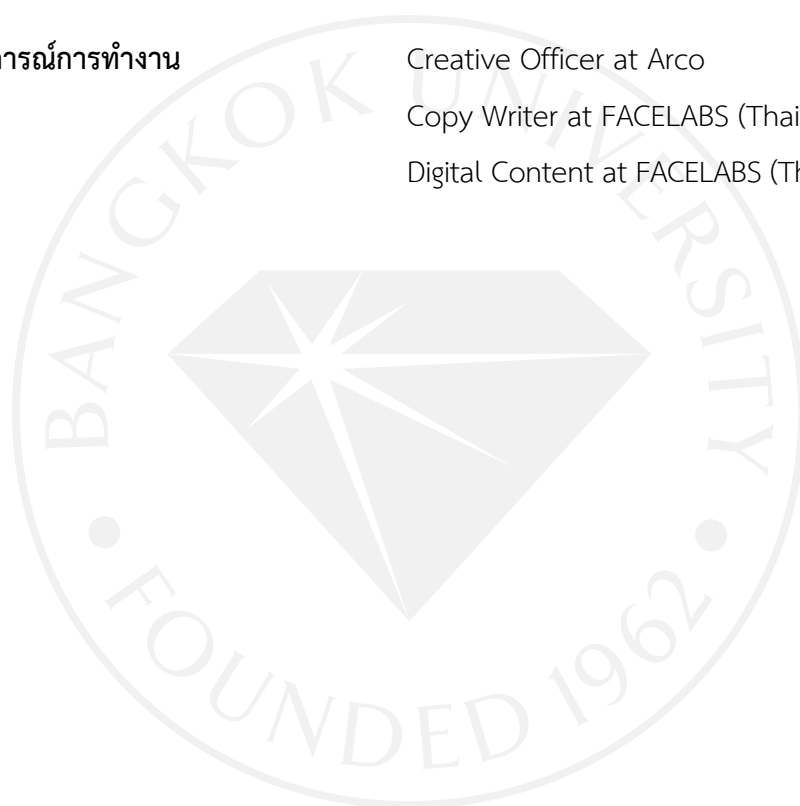 ารณ์การทำงาน Creative Officer at Arco
Copy Writer at FACELABS (Thai
Digital Content at FACELABS (Th
BANGKOK UNIVERSITY
FOUNDED 1962